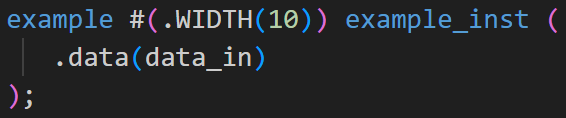 example #(.WIDTH(10)) example_inst (
    .data(data_in)
);